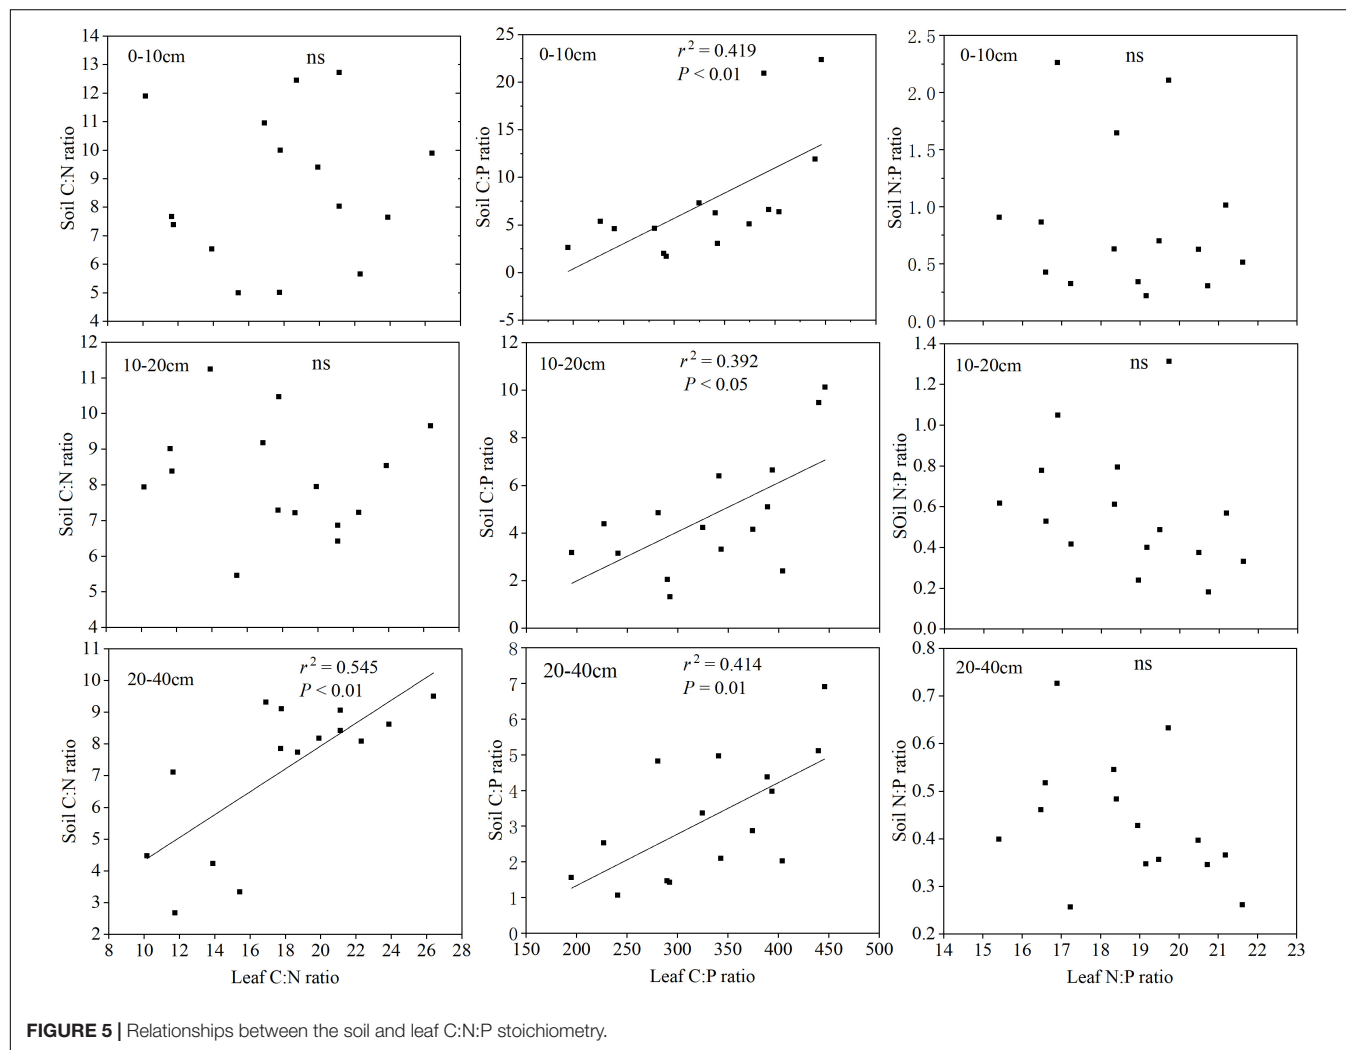 0-10cm
ns
14
13
12
11
10
9
8
7
6
5
4
Soil C:N ratio
0-10cm
r² = 0.419
P < 0.01
25
20
15
10
5
0
-5
Soil C:P ratio
0-10cm
ns
2.5
2.0
1.5
1.0
0.5
0.0
Soil N:P ratio
10-20cm
ns
12
11
10
9
8
7
6
5
4
Soil C:N ratio
10-20cm
r² = 0.392
P < 0.05
12
10
8
6
4
2
0
Soil C:P ratio
10-20cm
ns
1.4
1.2
1.0
0.8
0.6
0.4
0.2
0.0
SOil N:P ratio
20-40cm
r² = 0.545
P < 0.01
11
10
9
8
7
6
5
4
3
2
Soil C:N ratio
8 10 12 14 16 18 20 22 24 26 28
Leaf C:N ratio
20-40cm
r² = 0.414
P = 0.01
8
7
6
5
4
3
2
1
0
Soil C:P ratio
150 200 250 300 350 400 450 500
Leaf C:P ratio
20-40cm
ns
0.8
0.7
0.6
0.5
0.4
0.3
0.2
Soil N:P ratio
14 15 16 17 18 19 20 21 22 23
Leaf N:P ratio
FIGURE 5 | Relationships between the soil and leaf C:N:P stoichiometry.